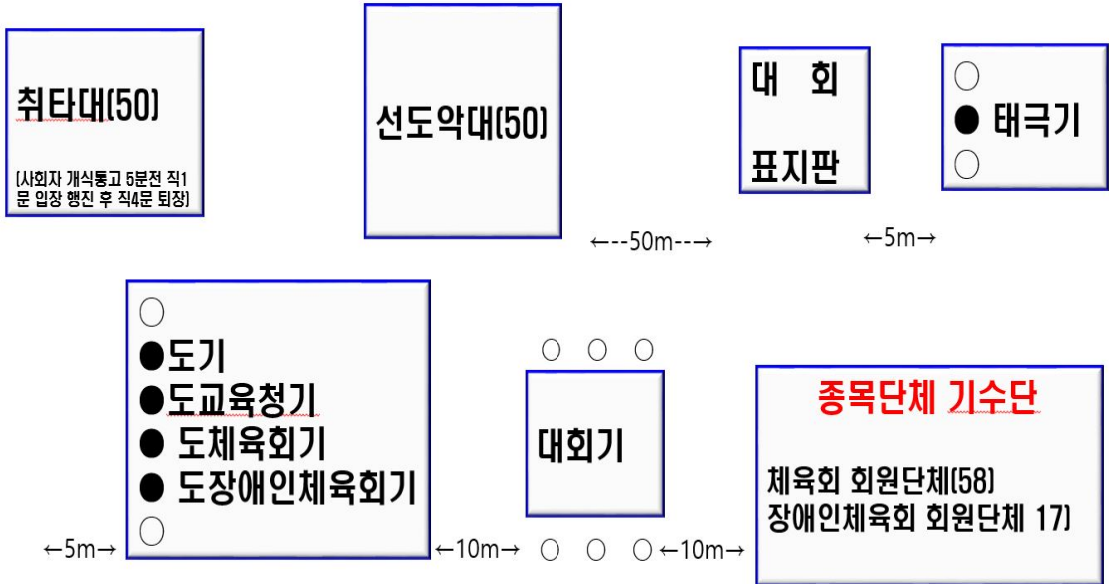 취타대(50)
(사회자 개식통고 5분전 직1
문 입장 행진 후 직4문 퇴장)
선도악대(50)
대 회
표지판
태극기
←--50m--→
←5m→
도기
도교육청기
도체육회기
도장애인체육회기
대회기
종목단체 기수단
체육회 회원단체(58)
장애인체육회 회원단체 17)
←5m→
←10m→
←10m→